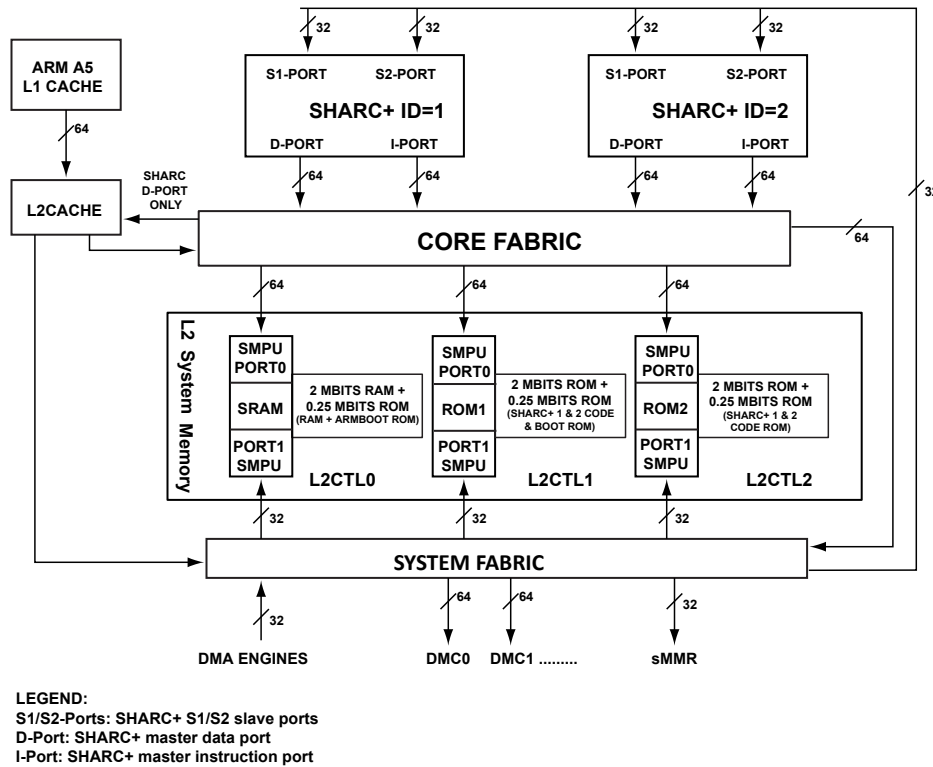 32
32
32
32
ARM A5
L1 CACHE
64
S1-PORT
S2-PORT
SHARC+ ID=1
D-PORT
I-PORT
S1-PORT
S2-PORT
SHARC+ ID=2
D-PORT
I-PORT
64
64
64
64
32
SHARC
D-PORT
ONLY
L2CACHE
CORE FABRIC
64
64
64
64
L2 System Memory
SMPU
PORT0
SRAM
PORT1
SMPU
2 MBITS RAM +
0.25 MBITS ROM
(RAM + ARMBOOT ROM)
L2CTL0
SMPU
PORT0
ROM1
PORT1
SMPU
2 MBITS ROM +
0.25 MBITS ROM
(SHARC+ 1 & 2 CODE
& BOOT ROM)
L2CTL1
SMPU
PORT0
ROM2
PORT1
SMPU
2 MBITS ROM +
0.25 MBITS ROM
(SHARC+ 1 & 2
CODE ROM)
L2CTL2
32
32
32
SYSTEM FABRIC
32
64
64
32
DMA ENGINES
DMC0
DMC1 .........
sMMR
LEGEND:
S1/S2-Ports: SHARC+ S1/S2 slave ports
D-Port: SHARC+ master data port
I-Port: SHARC+ master instruction port